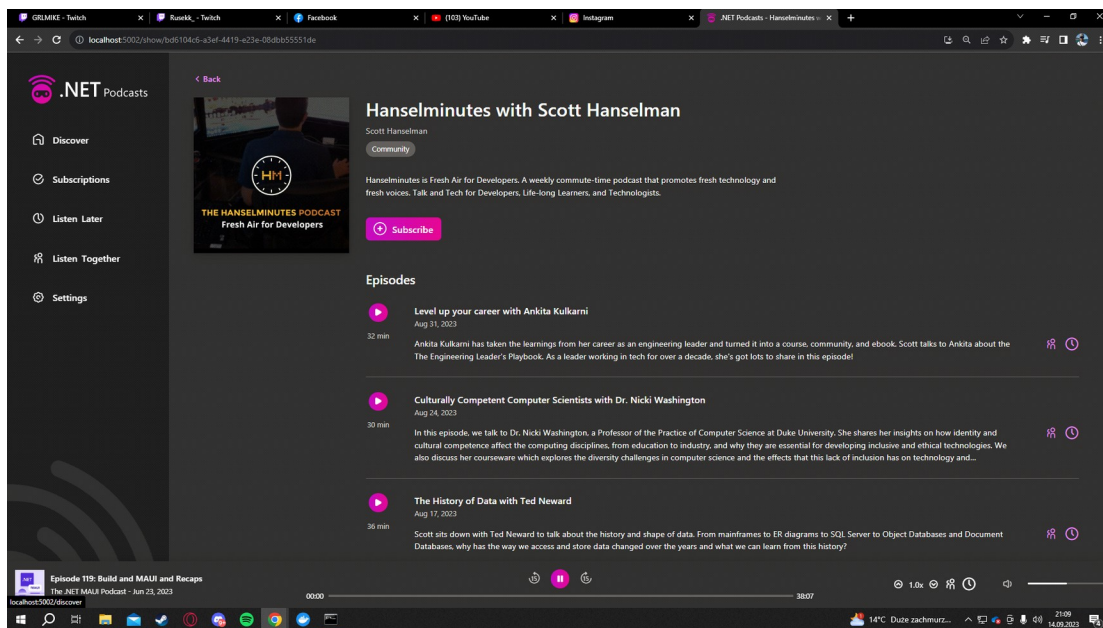 GRLMIKE - Twitch
Rusekk_ - Twitch
Facebook
(103) YouTube
Instagram
.NET Podcasts - Hanselminutes w
localhost:5002/show/bd6104c6-a3ef-4419-e23e-08dbb55551de
.NET Podcasts
Discover
Subscriptions
Listen Later
Listen Together
Settings
< Back
HM
THE HANSELMINUTES PODCAST
Fresh Air for Developers
Hanselminutes with Scott Hanselman
Scott Hanselman
Community
Hanselminutes is Fresh Air for Developers. A weekly commute-time podcast that promotes fresh technology and
fresh voices. Talk and Tech for Developers, Life-long Learners, and Technologists.
Subscribe
Episodes
Level up your career with Ankita Kulkarni
Aug 31, 2023
32 min
Ankita Kulkarni has taken the learnings from her career as an engineering leader and turned it into a course, community, and ebook. Scott talks to Ankita about the
The Engineering Leader's Playbook. As a leader working in tech for over a decade, she's got lots to share in this episode!
Culturally Competent Computer Scientists with Dr. Nicki Washington
Aug 24, 2023
30 min
In this episode, we talk to Dr. Nicki Washington, a Professor of the Practice of Computer Science at Duke University. She shares her insights on how identity and
cultural competence affect the computing disciplines, from education to industry, and why they are essential for developing inclusive and ethical technologies. We
also discuss her courseware which explores the diversity challenges in computer science and the effects that this lack of inclusion has on technology and...
The History of Data with Ted Neward
Aug 17, 2023
36 min
Scott sits down with Ted Neward to talk about the history and shape of data. From mainframes to ER diagrams to SQL Server to Object Databases and Document
Databases, why has the way we access and store data changed over the years and what we can learn from this history?
.NET
Episode 119: Build and MAUI and Recaps
The .NET MAUI Podcast - Jun 23, 2023
15
15
00:00
38:07
1.0x
localhost:5002/discover
14°C Duże zachmurz...
21:09
14.09.2023